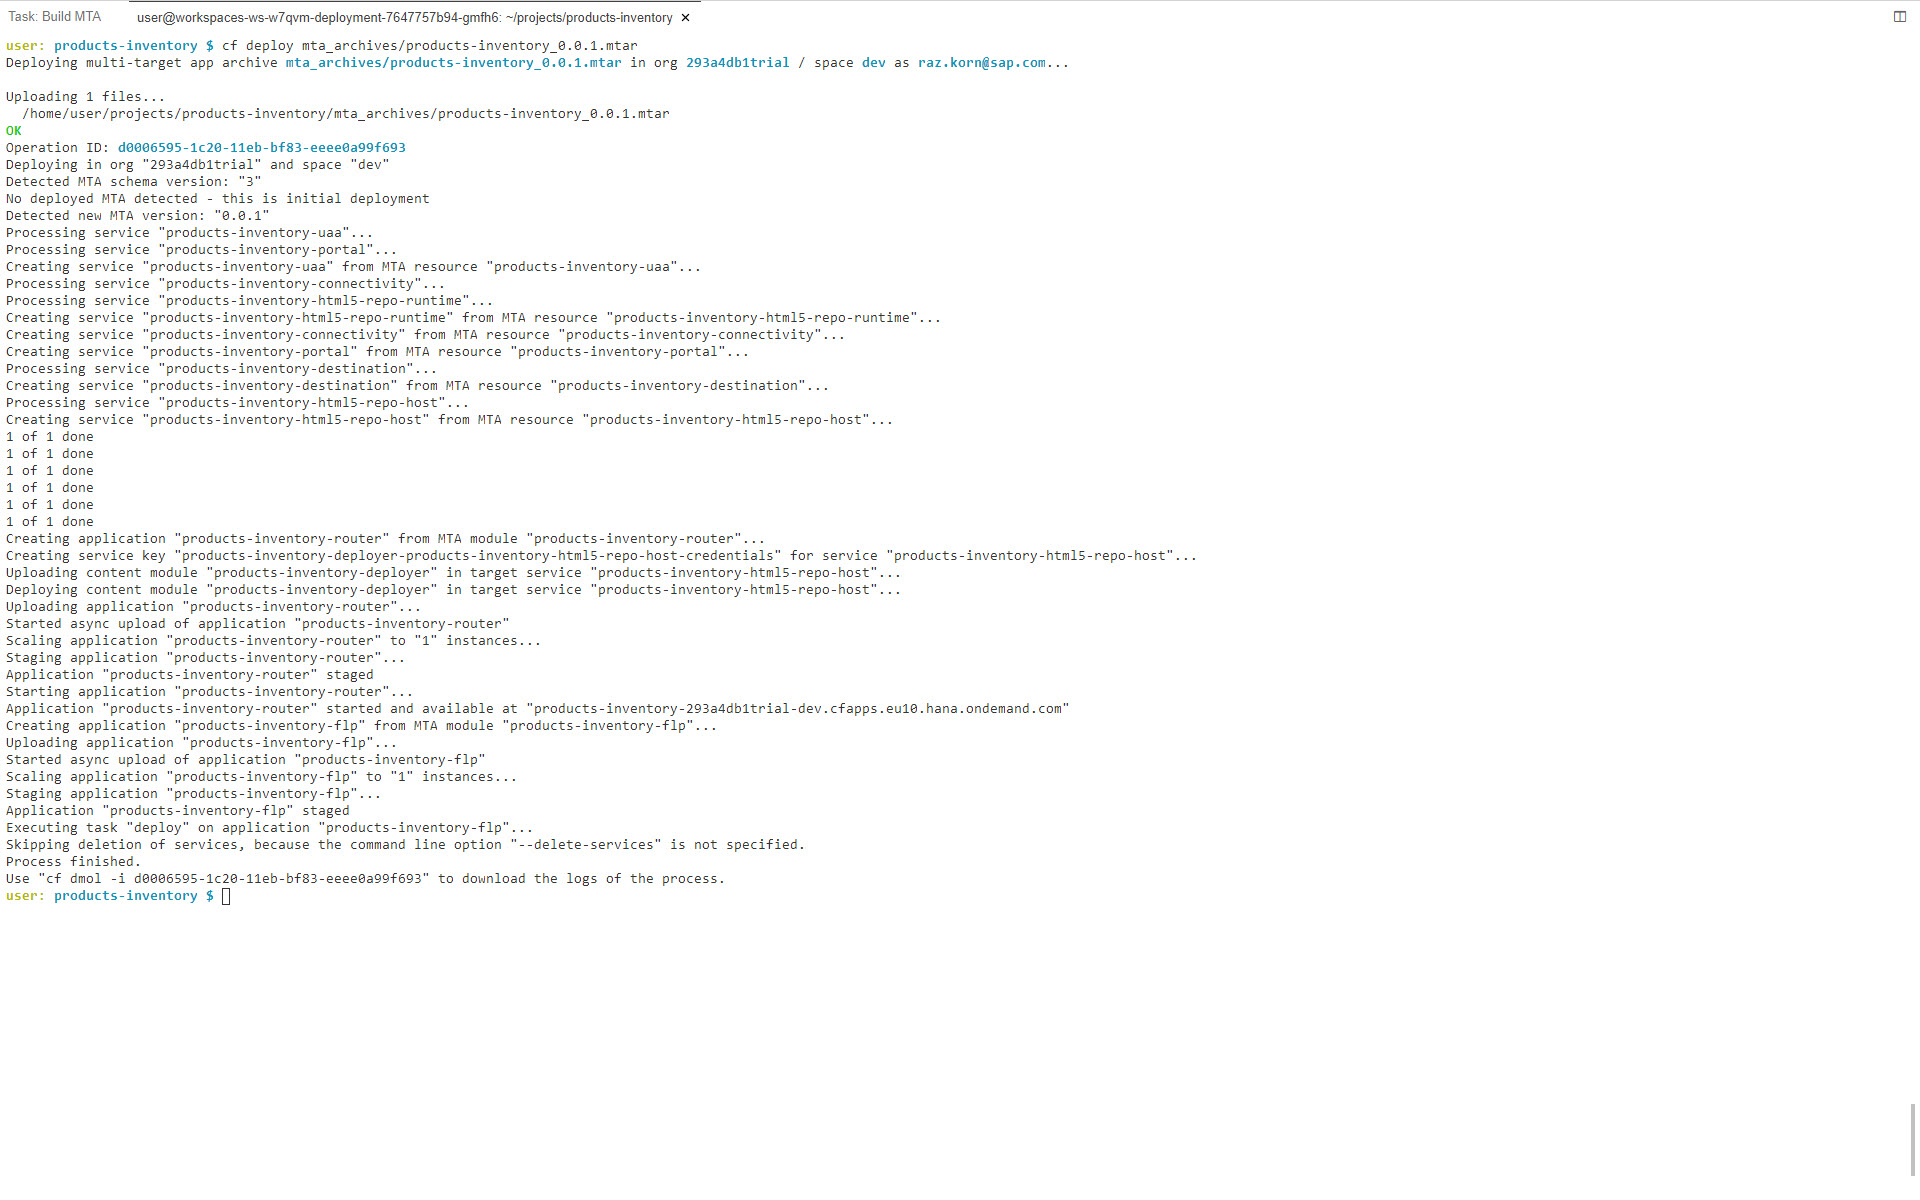 Task: Build MTA
user@workspaces-ws-w7qvm-deployment-7647757b94-gmfh6: ~/projects/products-inventory ×
user: products-inventory $ cf deploy mta_archives/products-inventory_0.0.1.mtar
Deploying multi-target app archive mta_archives/products-inventory_0.0.1.mtar in org 293a4db1trial / space dev as raz.korn@sap.com...
Uploading 1 files...
/home/user/projects/products-inventory/mta_archives/products-inventory_0.0.1.mtar
OK
Operation ID: d0006595-1c20-11eb-bf83-eeee0a99f693
Deploying in org "293a4db1trial" and space "dev"
Detected MTA schema version: "3"
No deployed MTA detected - this is initial deployment
Detected new MTA version: "0.0.1"
Processing service "products-inventory-uaa"...
Processing service "products-inventory-portal"...
Creating service "products-inventory-uaa" from MTA resource "products-inventory-uaa"...
Processing service "products-inventory-connectivity"...
Processing service "products-inventory-html5-repo-runtime"...
Creating service "products-inventory-html5-repo-runtime" from MTA resource "products-inventory-html5-repo-runtime"...
Creating service "products-inventory-connectivity" from MTA resource "products-inventory-connectivity"...
Creating service "products-inventory-portal" from MTA resource "products-inventory-portal"...
Processing service "products-inventory-destination"...
Creating service "products-inventory-destination" from MTA resource "products-inventory-destination"...
Processing service "products-inventory-html5-repo-host"...
Creating service "products-inventory-html5-repo-host" from MTA resource "products-inventory-html5-repo-host"...
1 of 1 done
1 of 1 done
1 of 1 done
1 of 1 done
1 of 1 done
1 of 1 done
Creating application "products-inventory-router" from MTA module "products-inventory-router"...
Creating service key "products-inventory-deployer-products-inventory-html5-repo-host-credentials" for service "products-inventory-html5-repo-host"...
Uploading content module "products-inventory-deployer" in target service "products-inventory-html5-repo-host"...
Deploying content module "products-inventory-deployer" in target service "products-inventory-html5-repo-host"...
Uploading application "products-inventory-router"...
Started async upload of application "products-inventory-router"
Scaling application "products-inventory-router" to "1" instances...
Staging application "products-inventory-router"...
Application "products-inventory-router" staged
Starting application "products-inventory-router"...
Application "products-inventory-router" started and available at "products-inventory-293a4db1trial-dev.cfapps.eu10.hana.ondemand.com"
Creating application "products-inventory-flp" from MTA module "products-inventory-flp"...
Uploading application "products-inventory-flp"...
Started async upload of application "products-inventory-flp"
Scaling application "products-inventory-flp" to "1" instances...
Staging application "products-inventory-flp"...
Application "products-inventory-flp" staged
Executing task "deploy" on application "products-inventory-flp"...
Skipping deletion of services, because the command line option "--delete-services" is not specified.
Process finished.
Use "cf dmol -i d0006595-1c20-11eb-bf83-eeee0a99f693" to download the logs of the process.
user: products-inventory $